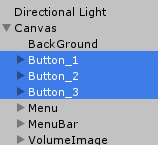 Directional Light
Canvas
BackGround
Button_1
Button_2
Button_3
Menu
MenuBar
VolumeImage